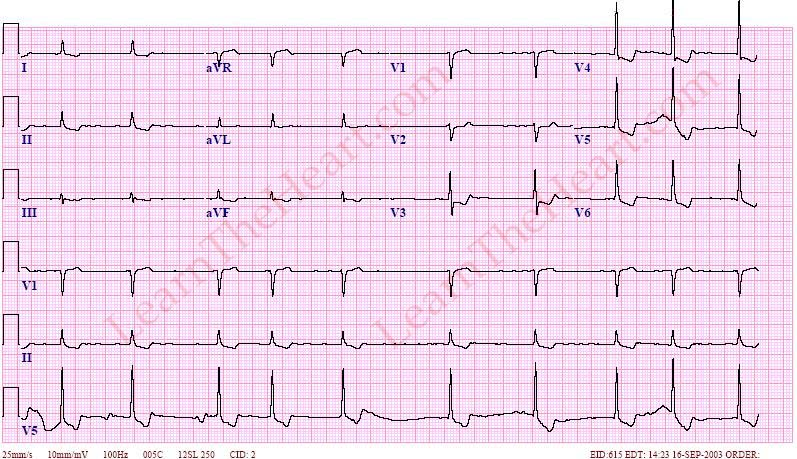 I aVR V1 V4
II aVL V2 V5
III aVF V3 V6
V1
II
V5
LearnTheHeart.com
LearnTheHeart.com
25mm/s 10mm/mV 100Hz 005C 12SL 250 CID: 2 EID:615 EDT: 14:23 16-SEP-2003 ORDER: